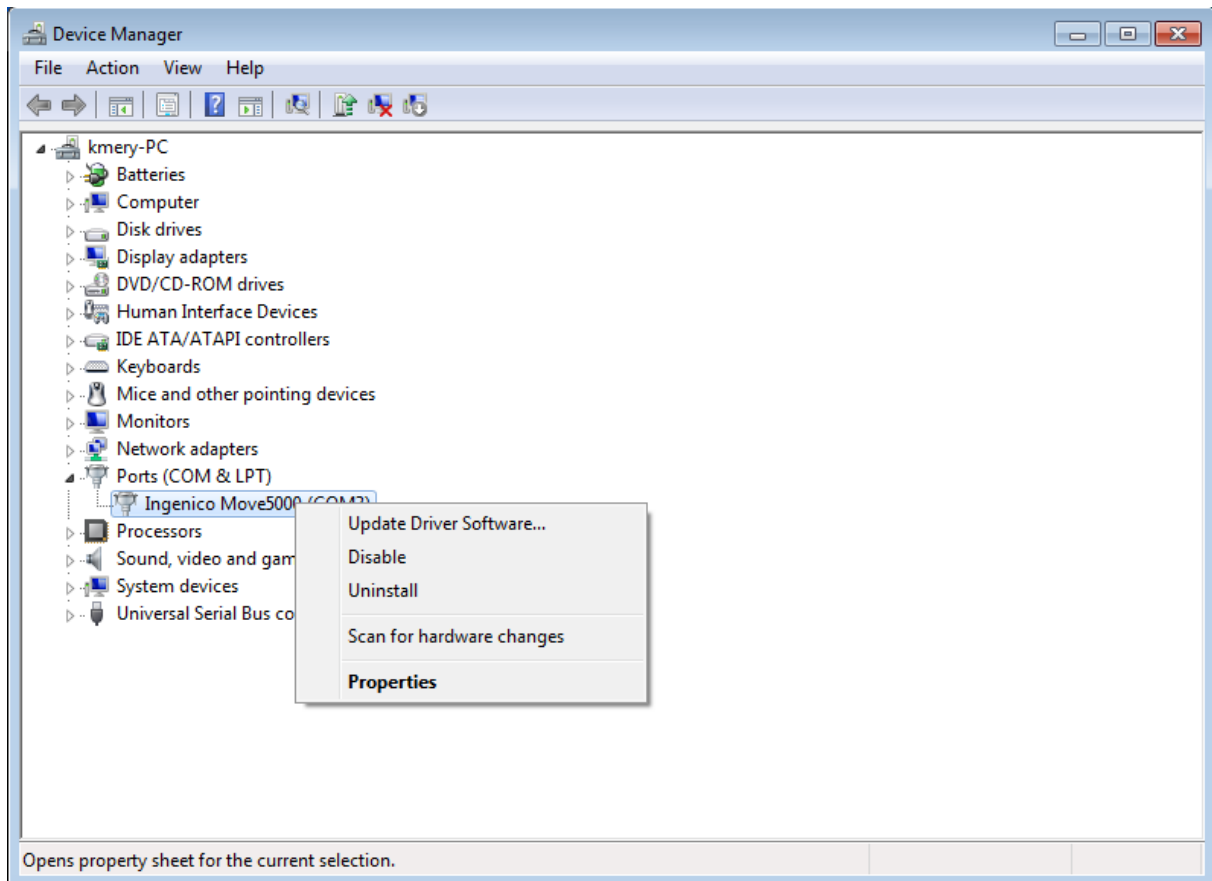 Device Manager
File Action View Help
kmery-PC
Batteries
Computer
Disk drives
Display adapters
DVD/CD-ROM drives
Human Interface Devices
IDE ATA/ATAPI controllers
Keyboards
Mice and other pointing devices
Monitors
Network adapters
Ports (COM & LPT)
Ingenico Move5000
Processors
Sound, video and gam
System devices
Universal Serial Bus co
Update Driver Software...
Disable
Uninstall
Scan for hardware changes
Properties
Opens property sheet for the current selection.